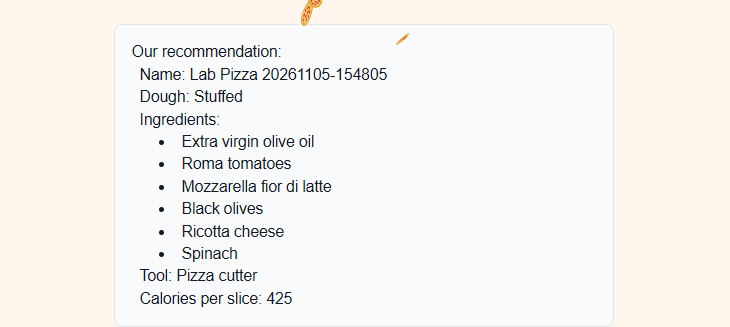 Our recommendation:
Name: Lab Pizza 20261105-154805
Dough: Stuffed
Ingredients:
• Extra virgin olive oil
• Roma tomatoes
• Mozzarella fior di latte
• Black olives
• Ricotta cheese
• Spinach
Tool: Pizza cutter
Calories per slice: 425